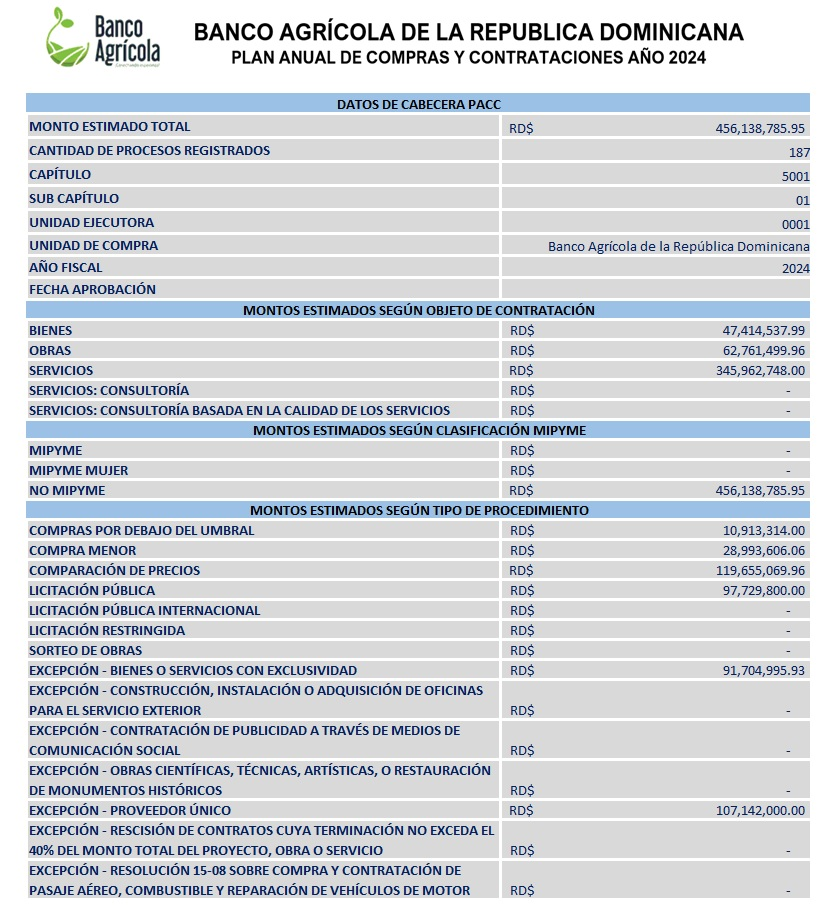 Banco
Agrícola
BANCO AGRÍCOLA DE LA REPUBLICA DOMINICANA
PLAN ANUAL DE COMPRAS Y CONTRATACIONES AÑO 2024
DATOS DE CABECERA PACC
MONTO ESTIMADO TOTAL RD$ 456,138,785.95
CANTIDAD DE PROCESOS REGISTRADOS 187
CAPÍTULO 5001
SUB CAPÍTULO 01
UNIDAD EJECUTORA 0001
UNIDAD DE COMPRA Banco Agrícola de la República Dominicana
AÑO FISCAL 2024
FECHA APROBACIÓN
MONTOS ESTIMADOS SEGÚN OBJETO DE CONTRATACIÓN
BIENES RD$ 47,414,537.99
OBRAS RD$ 62,761,499.96
SERVICIOS RD$ 345,962,748.00
SERVICIOS: CONSULTORÍA RD$ -
SERVICIOS: CONSULTORÍA BASADA EN LA CALIDAD DE LOS SERVICIOS RD$ -
MONTOS ESTIMADOS SEGÚN CLASIFICACIÓN MIPYME
MIPYME RD$ -
MIPYME MUJER RD$ -
NO MIPYME RD$ 456,138,785.95
MONTOS ESTIMADOS SEGÚN TIPO DE PROCEDIMIENTO
COMPRAS POR DEBAJO DEL UMBRAL RD$ 10,913,314.00
COMPRA MENOR RD$ 28,993,606.06
COMPARACIÓN DE PRECIOS RD$ 119,655,069.96
LICITACIÓN PÚBLICA RD$ 97,729,800.00
LICITACIÓN PÚBLICA INTERNACIONAL RD$ -
LICITACIÓN RESTRINGIDA RD$ -
SORTEO DE OBRAS RD$ -
EXCEPCIÓN - BIENES O SERVICIOS CON EXCLUSIVIDAD RD$ 91,704,995.93
EXCEPCIÓN - CONSTRUCCIÓN, INSTALACIÓN O ADQUISICIÓN DE OFICINAS
PARA EL SERVICIO EXTERIOR RD$ -
EXCEPCIÓN - CONTRATACIÓN DE PUBLICIDAD A TRAVÉS DE MEDIOS DE
COMUNICACIÓN SOCIAL RD$ -
EXCEPCIÓN - OBRAS CIENTÍFICAS, TÉCNICAS, ARTÍSTICAS, O RESTAURACIÓN
DE MONUMENTOS HISTÓRICOS RD$ -
EXCEPCIÓN - PROVEEDOR ÚNICO RD$ 107,142,000.00
EXCEPCIÓN - RESCISIÓN DE CONTRATOS CUYA TERMINACIÓN NO EXCEDA EL
40% DEL MONTO TOTAL DEL PROYECTO, OBRA O SERVICIO RD$ -
EXCEPCIÓN - RESOLUCIÓN 15-08 SOBRE COMPRA Y CONTRATACIÓN DE
PASAJE AÉREO, COMBUSTIBLE Y REPARACIÓN DE VEHÍCULOS DE MOTOR RD$ -